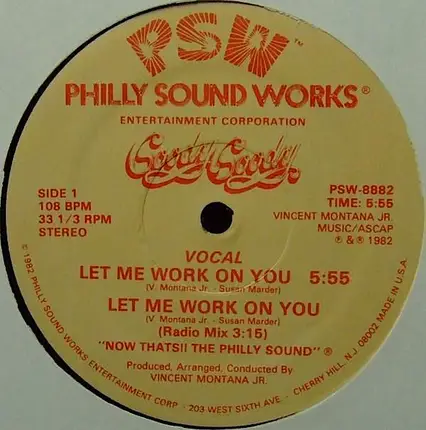 PSW™
PHILLY SOUND WORKS®
ENTERTAINMENT CORPORATION
Goody Goody
SIDE 1
108 BPM
33 1/3 RPM
STEREO
PSW-8882
TIME: 5:55
VINCENT MONTANA JR.
MUSIC/ASCAP
Ⓟ & © 1982
VOCAL
LET ME WORK ON YOU 5:55
(V. Montana Jr. - Susan Marder)
LET ME WORK ON YOU
(V. Montana Jr. - Susan Marder)
(Radio Mix 3:15)
"NOW THATS!! THE PHILLY SOUND"®
Produced, Arranged, Conducted By
VINCENT MONTANA JR.
© 1982 PHILLY SOUND WORKS ENTERTAINMENT CORP · 203 WEST SIXTH AVE. · CHERRY HILL, N.J. 08002 MADE IN U.S.A.